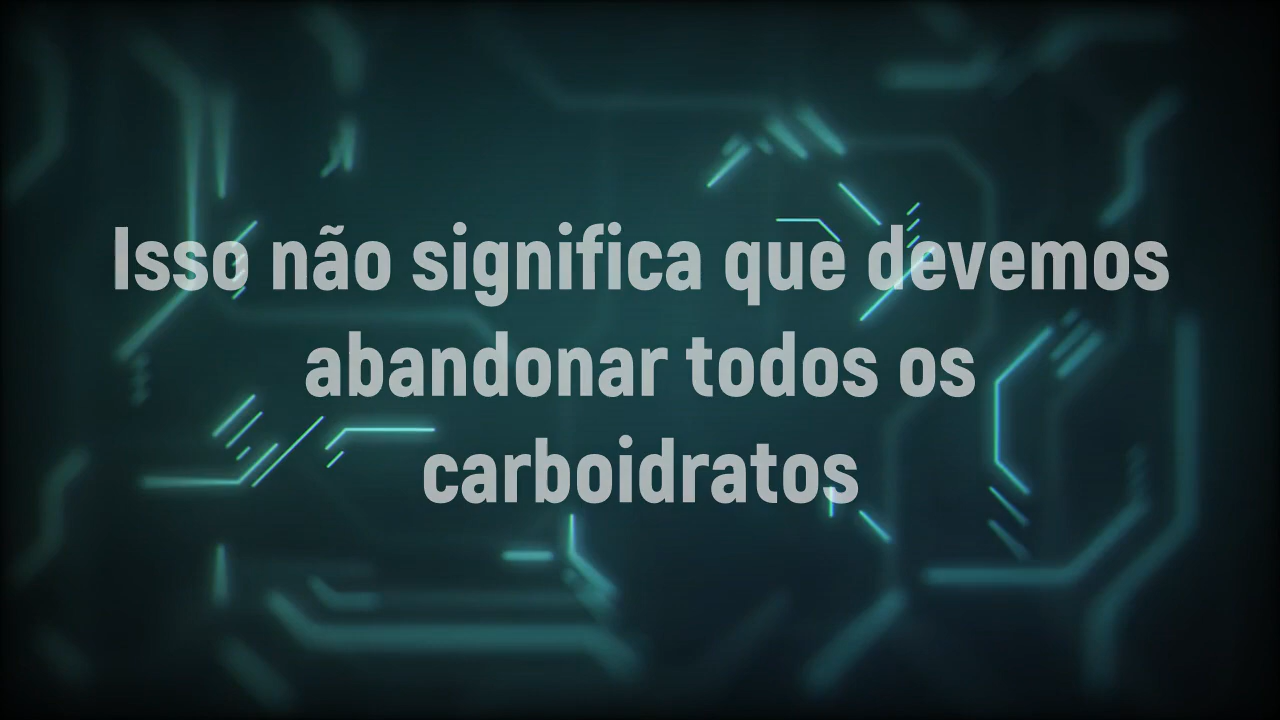 Isso não significa que devemos
abandonar todos os
carboidratos